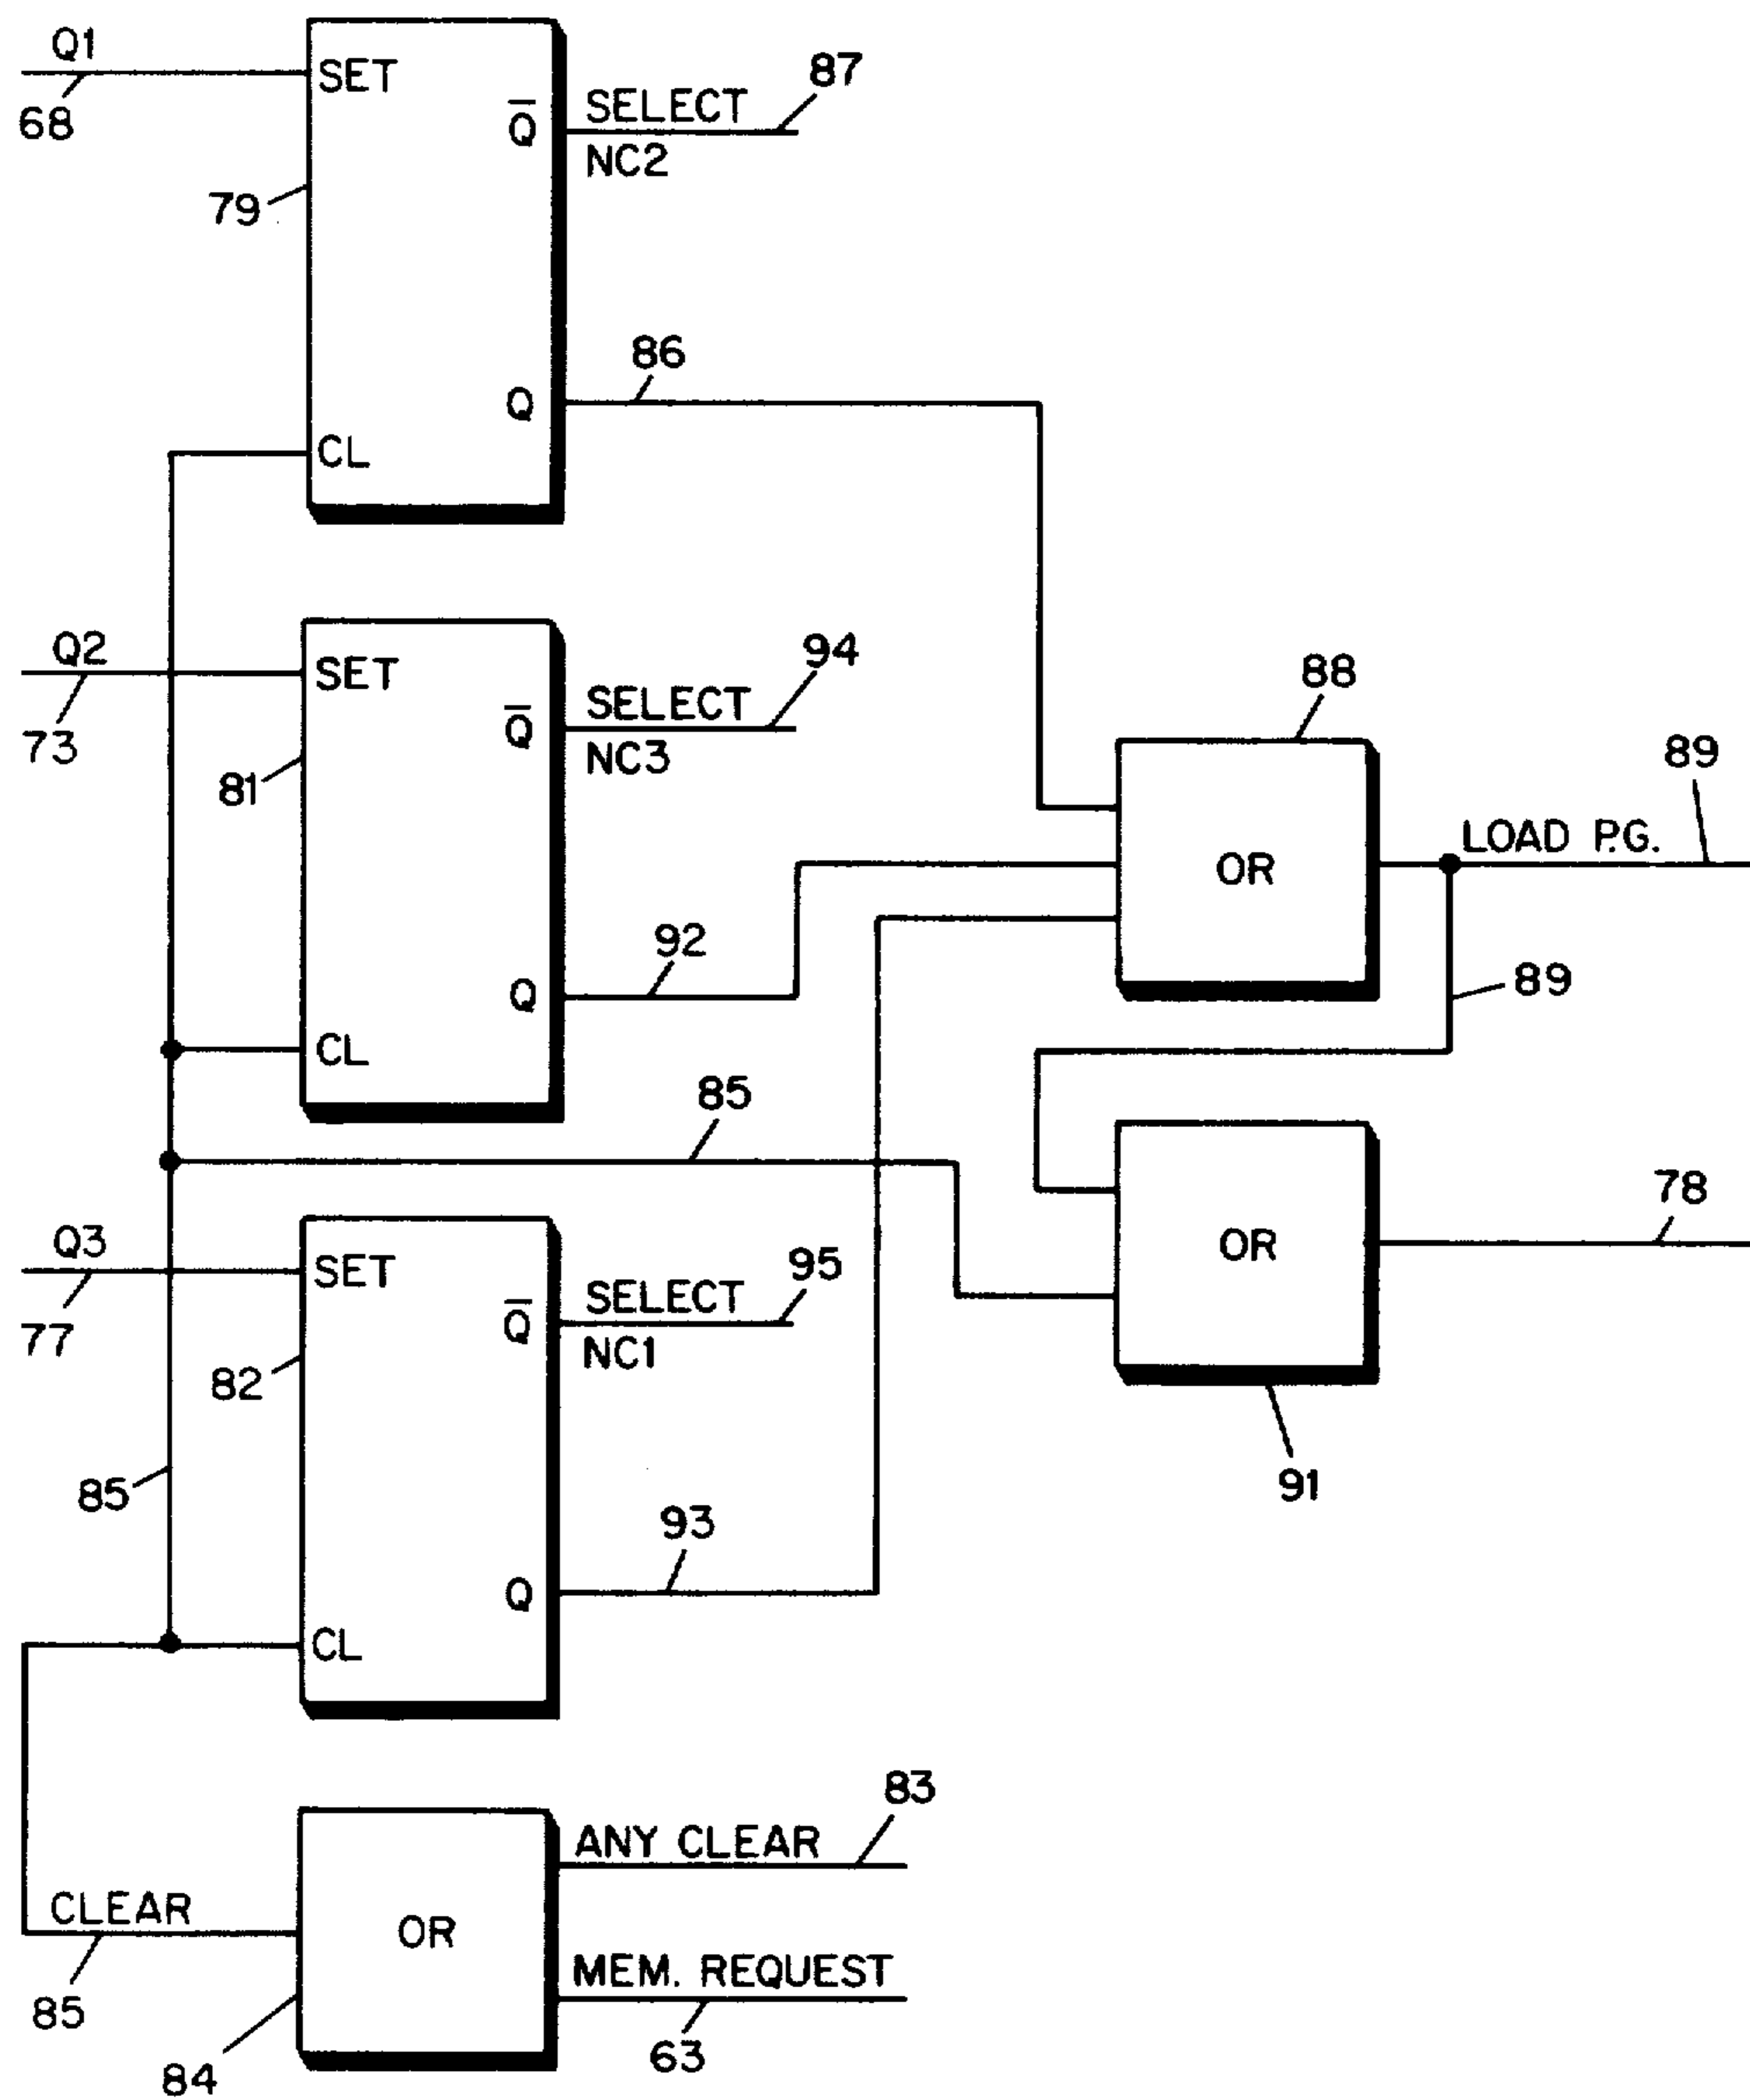 Q1
68
SET
Q̅
SELECT
NC2
87
79
86
Q
CL
Q2
73
SET
Q̅
SELECT
NC3
94
81
88
OR
LOAD P.G.
89
92
Q
89
CL
85
Q3
77
SET
Q̅
SELECT
NC1
95
82
OR
78
91
85
93
Q
CL
83
ANY CLEAR
CLEAR
OR
MEM. REQUEST
85
63
84